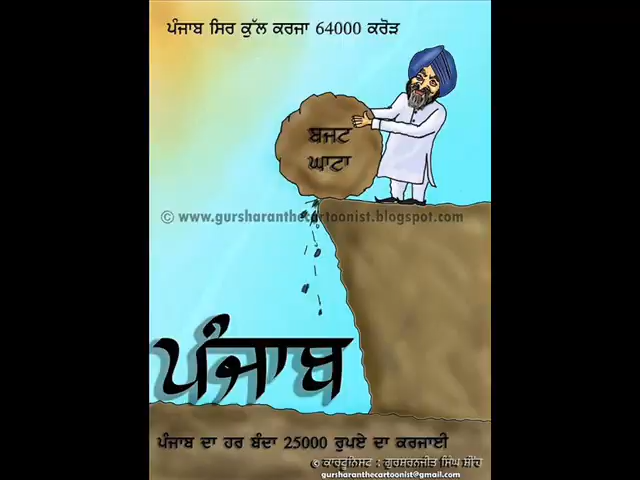 ਪੰਜਾਬ ਸਿਰ ਕੁੱਲ ਕਰਜਾ 64000 ਕਰੋੜ
ਬਜਟ
ਘਾਟਾ
© www.gursharanthecartoonist.blogspot.com
ਪੰਜਾਬ
ਪੰਜਾਬ ਦਾ ਹਰ ਬੰਦਾ 25000 ਰੁਪਏ ਦਾ ਕਰਜਾਈ
© ਕਾਰਟੂਨਿਸਟ : ਗੁਰਸ਼ਰਨਜੀਤ ਸਿੰਘ ਸ਼ੀਂਹ
gursharanthecartoonist@gmail.com